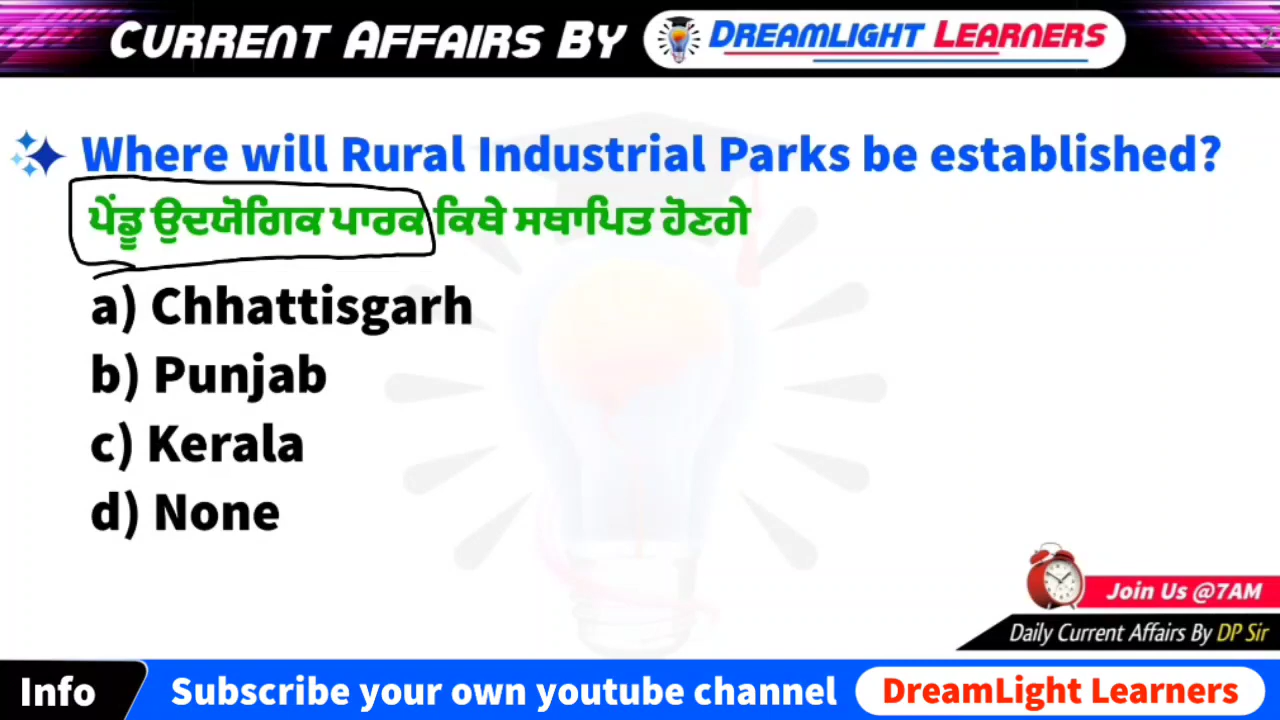 CURRENT AFFAIRS BY DREAMLIGHT LEARNERS
Where will Rural Industrial Parks be established?
ਪੇਂਡੂ ਉਦਯੋਗਿਕ ਪਾਰਕ ਕਿਥੇ ਸਥਾਪਿਤ ਹੋਣਗੇ
a) Chhattisgarh
b) Punjab
c) Kerala
d) None
Join Us @7AM
Daily Current Affairs By DP Sir
Info Subscribe your own youtube channel DreamLight Learners